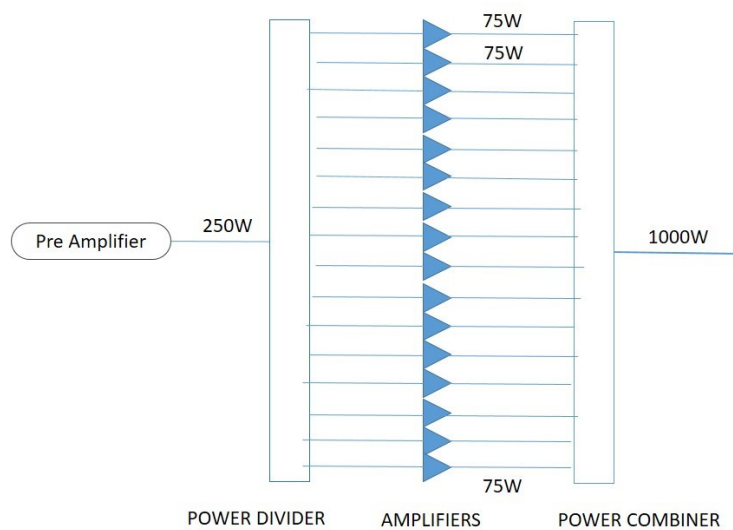 75W
75W
250W
Pre Amplifier
1000W
75W
POWER DIVIDER
AMPLIFIERS
POWER COMBINER